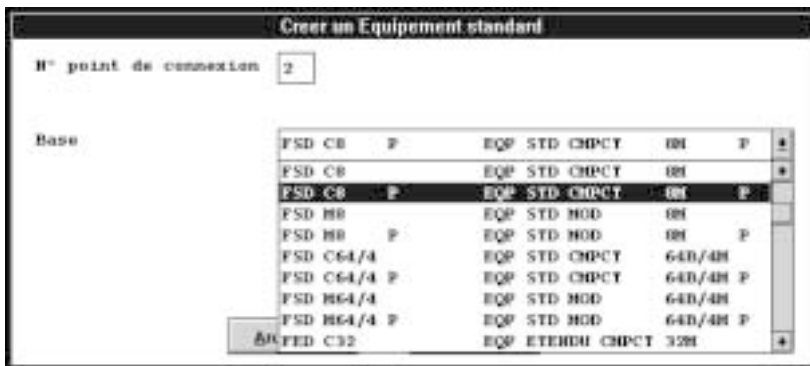 Creer un Equipement standard
N° point de connexion 2
Base
FSD C8 P EQP STD CMPCT 8M P
FSD C8 EQP STD CMPCT 8M
FSD C8 P EQP STD CMPCT 8M P
FSD M8 EQP STD MOD 8M
FSD M8 P EQP STD MOD 8M P
FSD C64/4 EQP STD CMPCT 64B/4M
FSD C64/4 P EQP STD CMPCT 64B/4M P
FSD M64/4 EQP STD MOD 64B/4M
FSD M64/4 P EQP STD MOD 64B/4M P
FED C32 EQP ETENDU CMPCT 32M